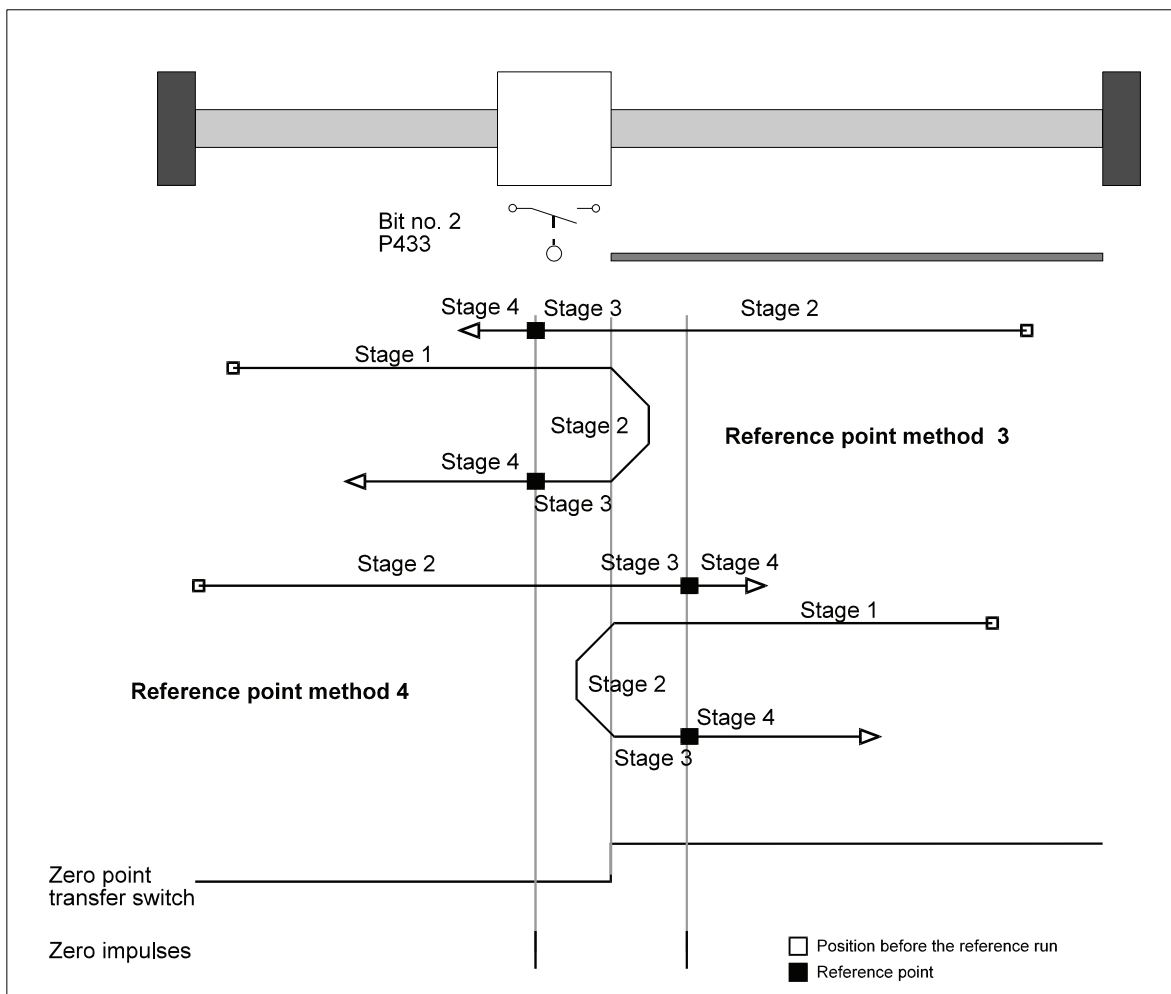 Bit no. 2
P433
Stage 4 Stage 3 Stage 2
Stage 1
Stage 2
Reference point method 3
Stage 4
Stage 3
Stage 2 Stage 3 Stage 4
Stage 1
Stage 2
Reference point method 4
Stage 4
Stage 3
Zero point
transfer switch
Zero impulses
Position before the reference run
Reference point